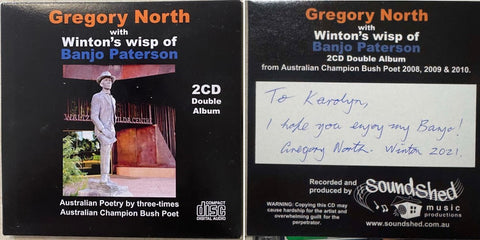 Gregory North
with
Winton's wisp of
Banjo Paterson
2CD
Double
Album
WALTZING MATILDA CENTRE
Australian Poetry by three-times
Australian Champion Bush Poet
COMPACT
disc
DIGITAL AUDIO
Gregory North
with
Winton's wisp of
Banjo Paterson
2CD Double Album
from Australian Champion Bush Poet 2008, 2009 & 2010.
To Karolyn,
I hope you enjoy my Banjo!
Gregory North. Winton 2021.
Recorded and
produced by
SoundShed
music
productions
WARNING: Copying this CD may
cause hardship for the artist and
overwhelming guilt for the
perpetrator.
www.soundshed.com.au